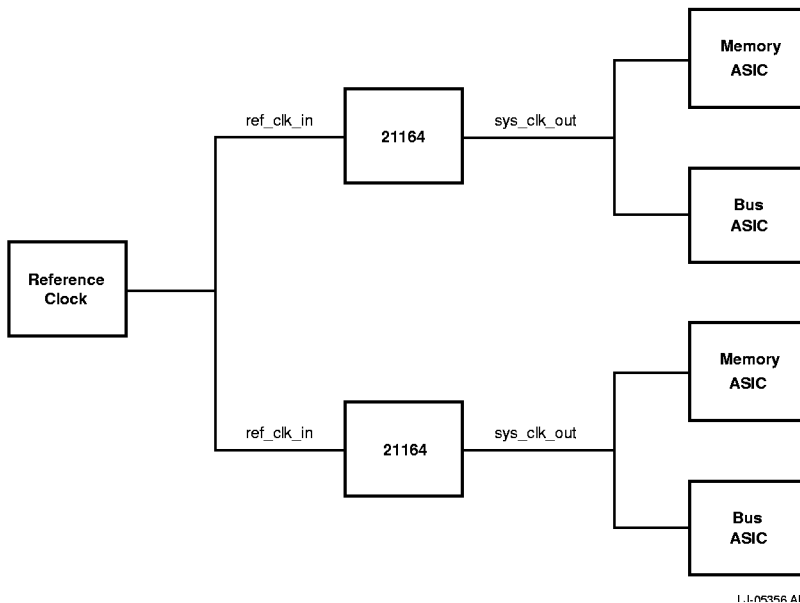 Memory
ASIC
ref_clk_in
21164
sys_clk_out
Bus
ASIC
Reference
Clock
Memory
ASIC
ref_clk_in
21164
sys_clk_out
Bus
ASIC